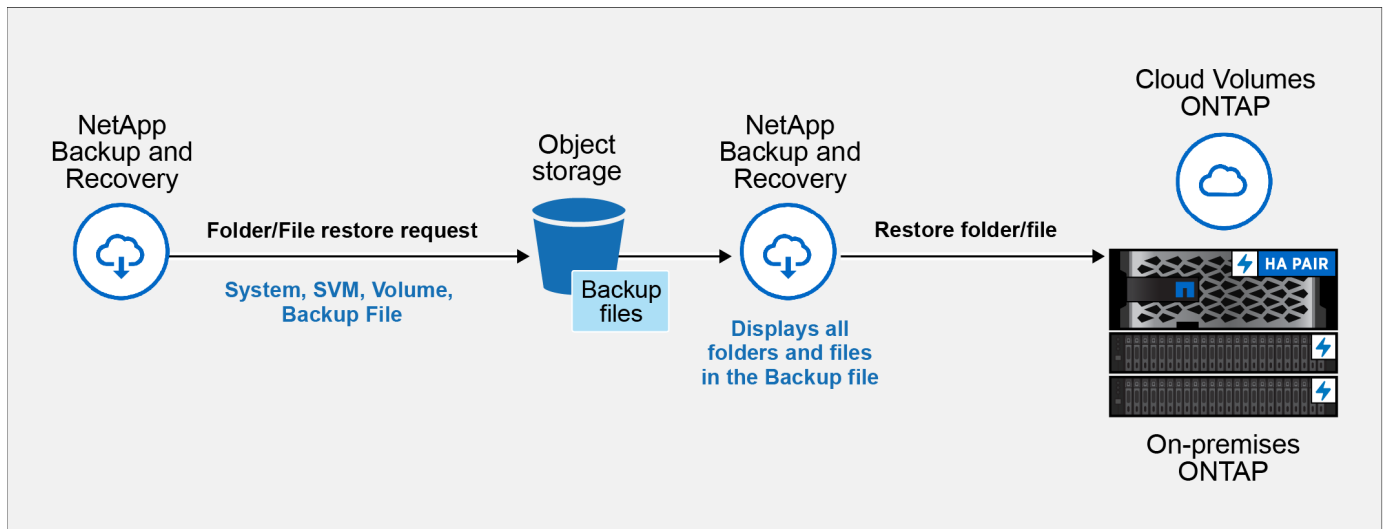 NetApp
Backup and
Recovery
Folder/File restore request
System, SVM, Volume,
Backup File
Object
storage
Backup
files
NetApp
Backup and
Recovery
Displays all
folders and files
in the Backup file
Restore folder/file
Cloud Volumes
ONTAP
HA PAIR
On-premises
ONTAP